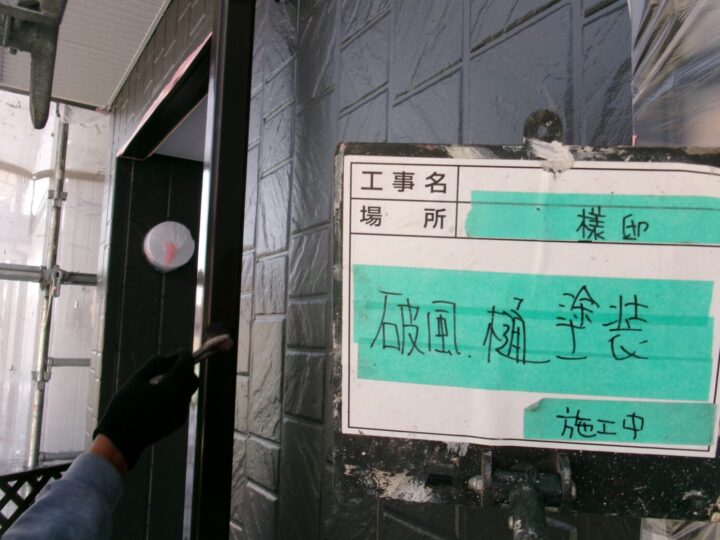 工事名
場所 様邸
破風.樋塗装
施工中